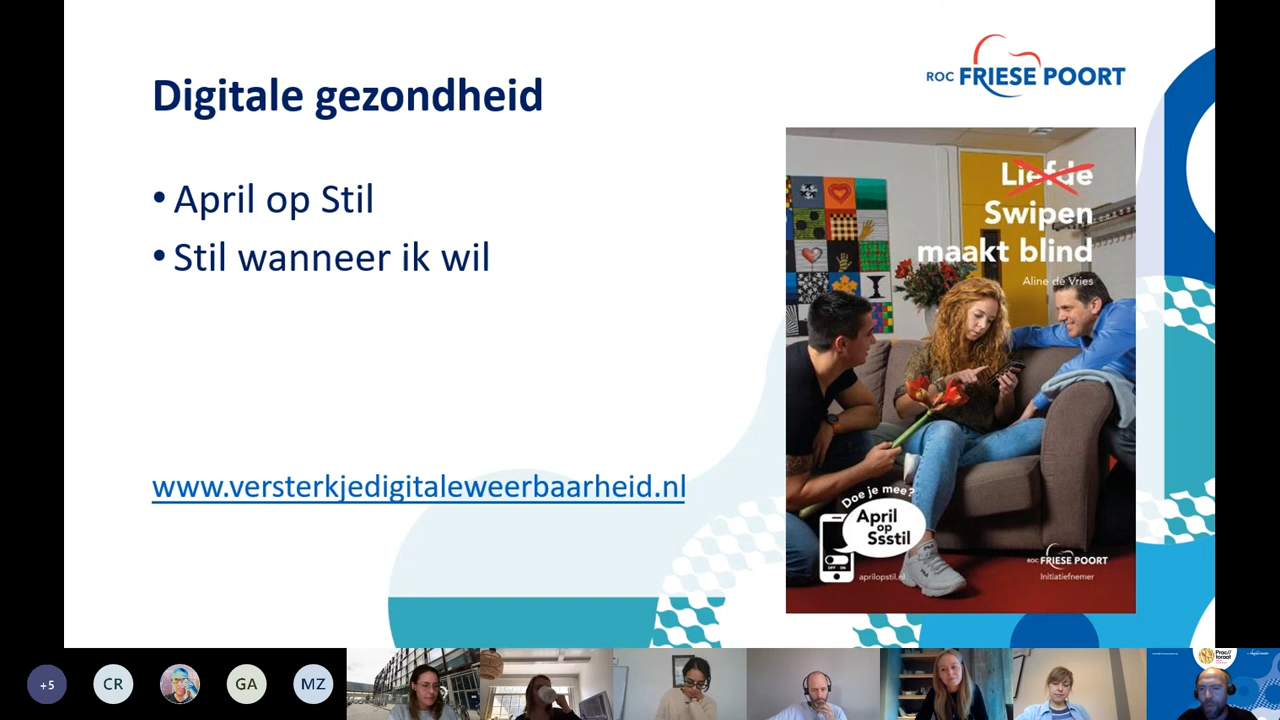 Digitale gezondheid
ROC FRIESE POORT
• April op Stil
• Stil wanneer ik wil
www.versterkjedigitaleweerbaarheid.nl
Liefde
Swipen
maakt blind
Aline de Vries
Doe je mee?
April
op
Ssstil
OFF ON
aprilopstil.nl
ROC FRIESE POORT
Initiatiefnemer
+5
CR
GA
MZ